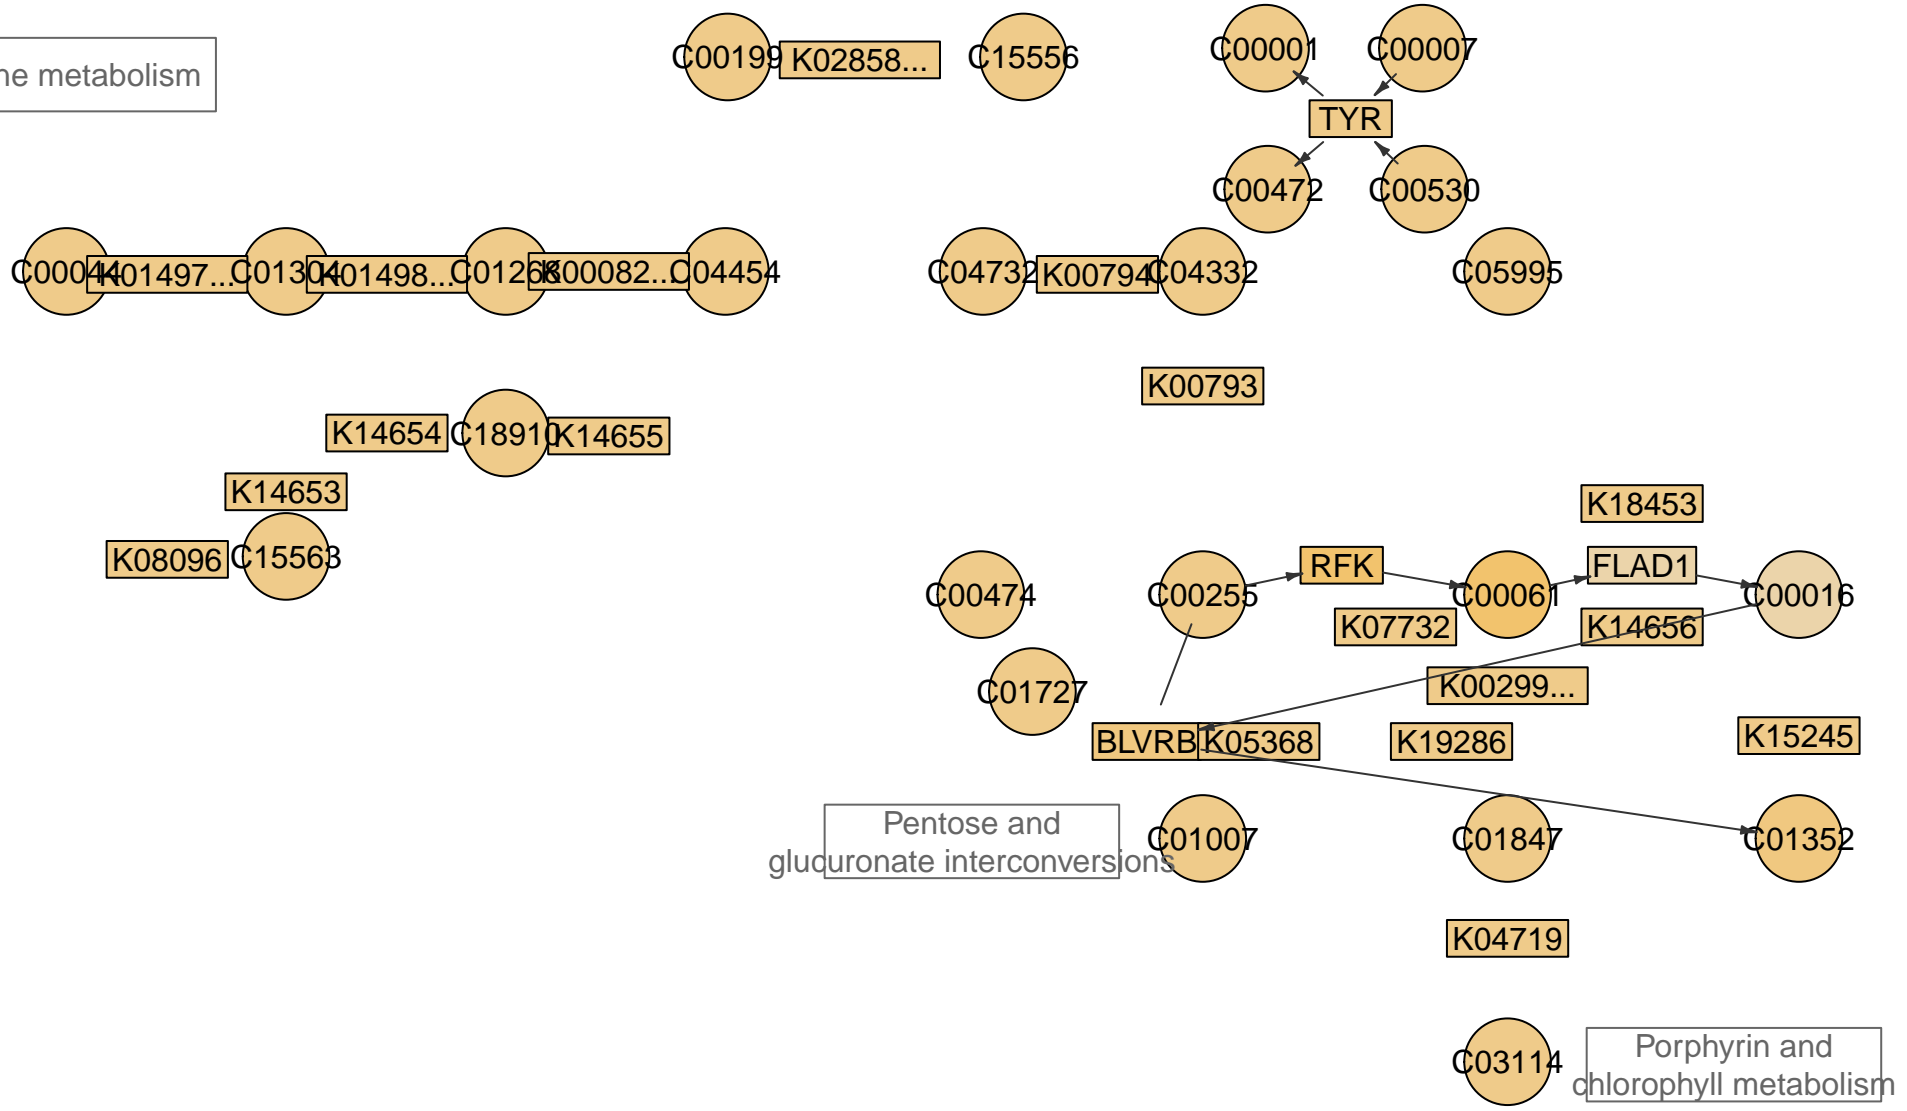 ne metabolism
C00199
K02858...
C15556
C00001
C00007
TYR
C00472
C00530
C00044
K01497...
C01304
K01498...
C01268
K00082...
C04454
C04732
K00794
C04332
C05995
K00793
K14654
C18910
K14655
K14653
K08096
C15563
K18453
C00474
C00255
RFK
C00061
FLAD1
C00016
K07732
K14656
C01727
K00299...
BLVRB
K05368
K19286
K15245
Pentose and
glucuronate interconversions
C01007
C01847
C01352
K04719
C03114
Porphyrin and
chlorophyll metabolism